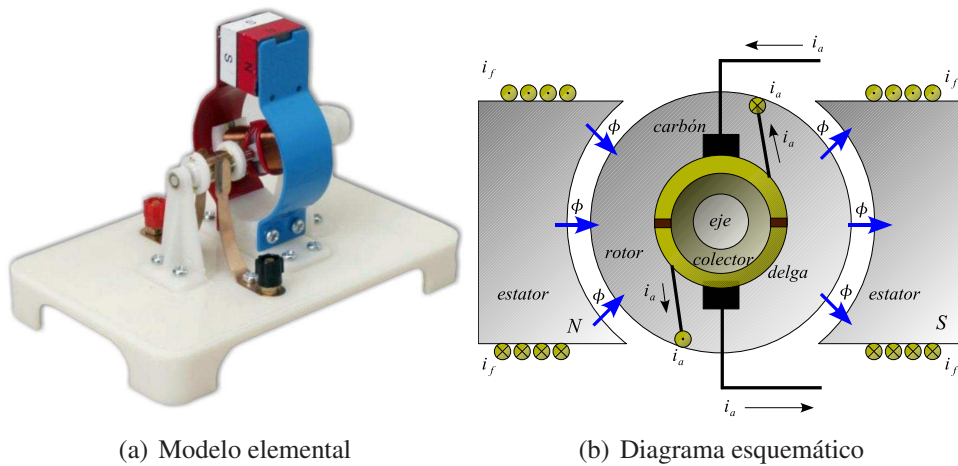 S
N
i_a
i_f
i_a
i_f
ϕ
carbón
i_a
ϕ
ϕ
eje
ϕ
rotor
colector
delga
estator
ϕ
i_a
ϕ
estator
N
S
i_f
i_a
i_f
i_a
(a) Modelo elemental
(b) Diagrama esquemático